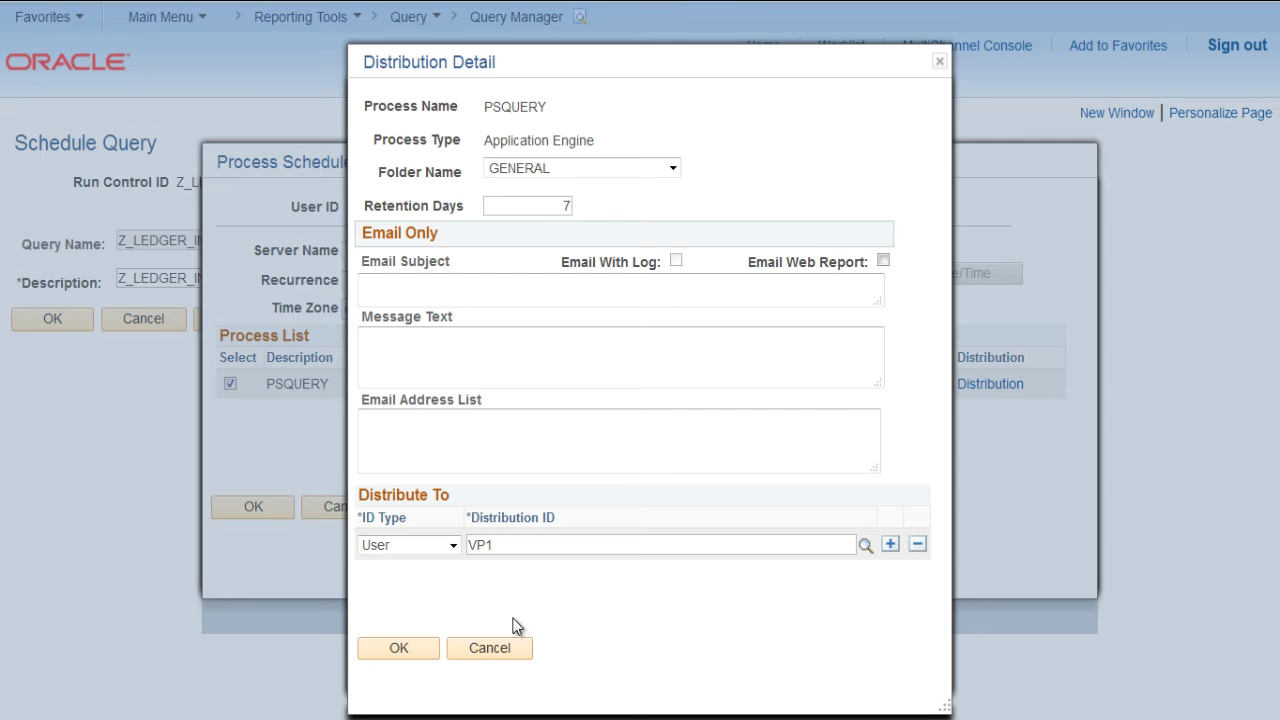 Favorites Main Menu > Reporting Tools > Query > Query Manager
ORACLE
MultiChannel Console Add to Favorites Sign out
New Window | Personalize Page
Schedule Query
Run Control ID
Query Name: Z_LEDGER_IN
*Description: Z_LEDGER_IN
OK Cancel
User ID
Server Name
Recurrence
Time Zone
Process List
Select Description Distribution
PSQUERY Distribution
OK
Distribution Detail
Process Name PSQUERY
Process Type Application Engine
Folder Name GENERAL
Retention Days 7
Email Only
Email Subject Email With Log: Email Web Report:
Message Text
Email Address List
Distribute To
*ID Type *Distribution ID
User VP1
OK Cancel